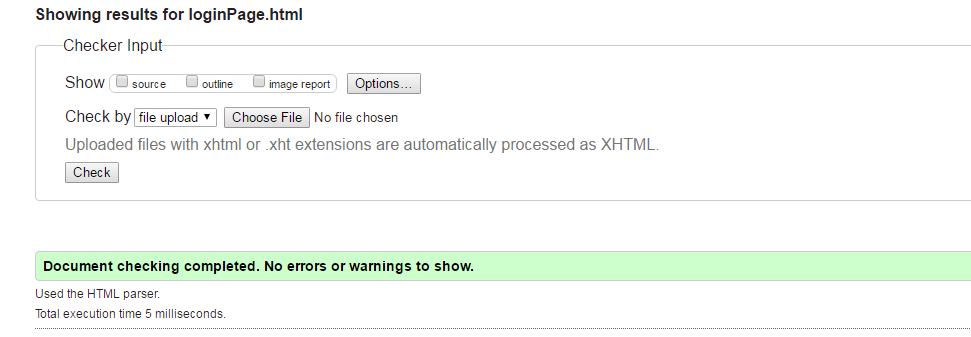 Showing results for loginPage.html
Checker Input
Show source outline image report Options...
Check by file upload Choose File No file chosen
Uploaded files with xhtml or .xht extensions are automatically processed as XHTML.
Check
Document checking completed. No errors or warnings to show.
Used the HTML parser.
Total execution time 5 milliseconds.